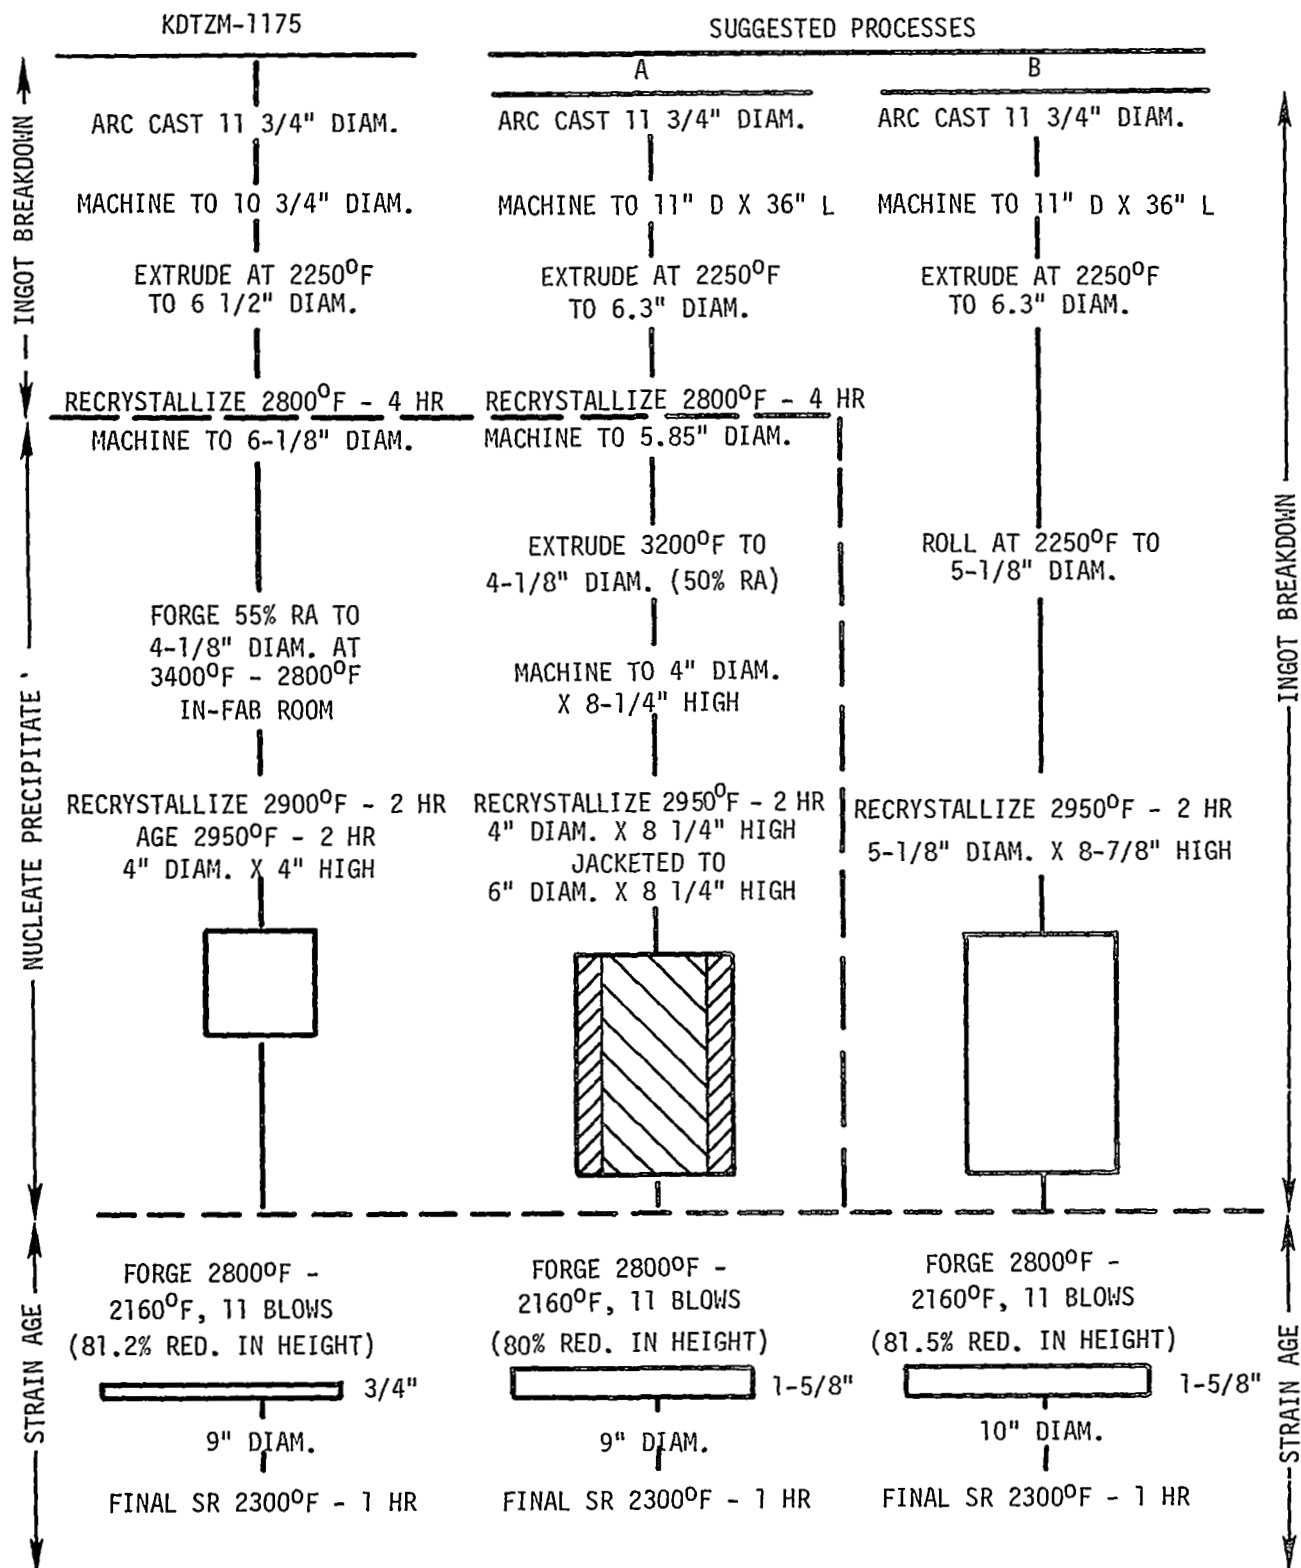 KDTZM-1175
SUGGESTED PROCESSES
A
B
INGOT BREAKDOWN
ARC CAST 11 3/4" DIAM.
MACHINE TO 10 3/4" DIAM.
EXTRUDE AT 2250°F
TO 6 1/2" DIAM.
RECRYSTALLIZE 2800°F - 4 HR
NUCLEATE PRECIPITATE '
MACHINE TO 6-1/8" DIAM.
FORGE 55% RA TO
4-1/8" DIAM. AT
3400°F - 2800°F
IN-FAB ROOM
RECRYSTALLIZE 2900°F - 2 HR
AGE 2950°F - 2 HR
4" DIAM. X 4" HIGH
STRAIN AGE
FORGE 2800°F -
2160°F, 11 BLOWS
(81.2% RED. IN HEIGHT)
3/4"
9" DIAM.
FINAL SR 2300°F - 1 HR
ARC CAST 11 3/4" DIAM.
MACHINE TO 11" D X 36" L
EXTRUDE AT 2250°F
TO 6.3" DIAM.
RECRYSTALLIZE 2800°F - 4 HR
MACHINE TO 5.85" DIAM.
EXTRUDE 3200°F TO
4-1/8" DIAM. (50% RA)
MACHINE TO 4" DIAM.
X 8-1/4" HIGH
RECRYSTALLIZE 2950°F - 2 HR
4" DIAM. X 8 1/4" HIGH
JACKETED TO
6" DIAM. X 8 1/4" HIGH
FORGE 2800°F -
2160°F, 11 BLOWS
(80% RED. IN HEIGHT)
1-5/8"
9" DIAM.
FINAL SR 2300°F - 1 HR
ARC CAST 11 3/4" DIAM.
MACHINE TO 11" D X 36" L
EXTRUDE AT 2250°F
TO 6.3" DIAM.
ROLL AT 2250°F TO
5-1/8" DIAM.
RECRYSTALLIZE 2950°F - 2 HR
5-1/8" DIAM. X 8-7/8" HIGH
FORGE 2800°F -
2160°F, 11 BLOWS
(81.5% RED. IN HEIGHT)
1-5/8"
10" DIAM.
FINAL SR 2300°F - 1 HR
INGOT BREAKDOWN
STRAIN AGE